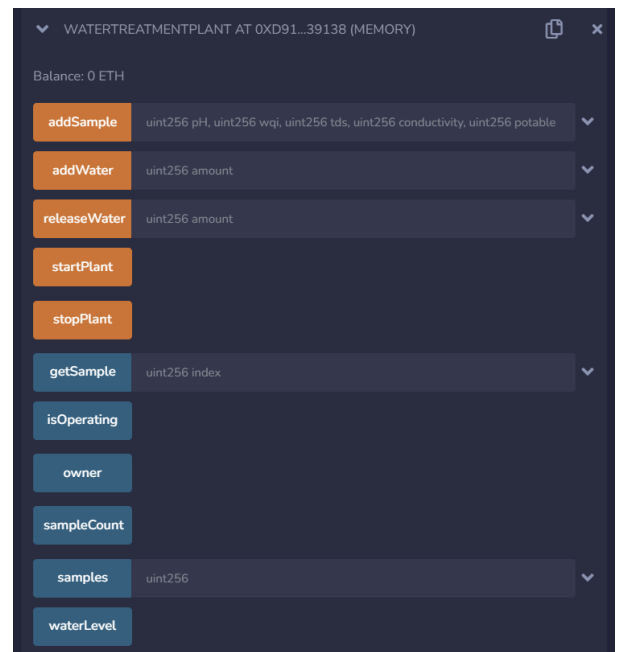 WATERTREATMENTPLANT AT 0XD91...39138 (MEMORY)
Balance: 0 ETH
addSample uint256 pH, uint256 wqi, uint256 tds, uint256 conductivity, uint256 potable
addWater uint256 amount
releaseWater uint256 amount
startPlant
stopPlant
getSample uint256 index
isOperating
owner
sampleCount
samples uint256
waterLevel